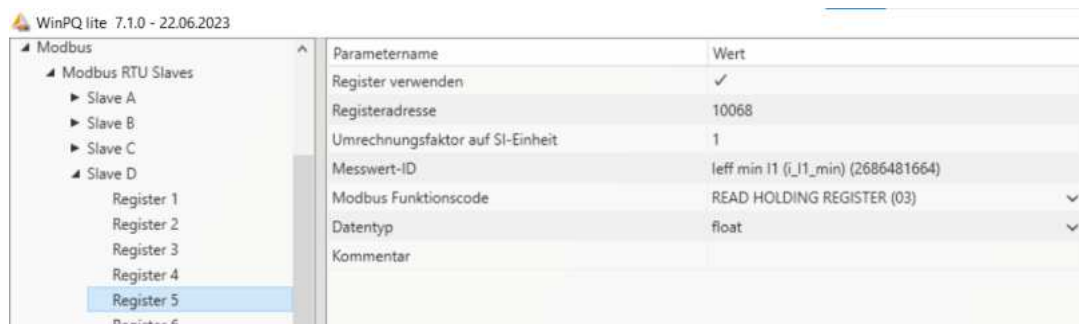 WinPQ lite 7.1.0 - 22.06.2023
Modbus
Modbus RTU Slaves
Slave A
Slave B
Slave C
Slave D
Register 1
Register 2
Register 3
Register 4
Register 5
Register 6
Parametername Wert
Register verwenden ✓
Registeradresse 10068
Umrechnungsfaktor auf SI-Einheit 1
Messwert-ID Ieff min I1 (i_I1_min) (2686481664)
Modbus Funktionscode READ HOLDING REGISTER (03)
Datentyp float
Kommentar